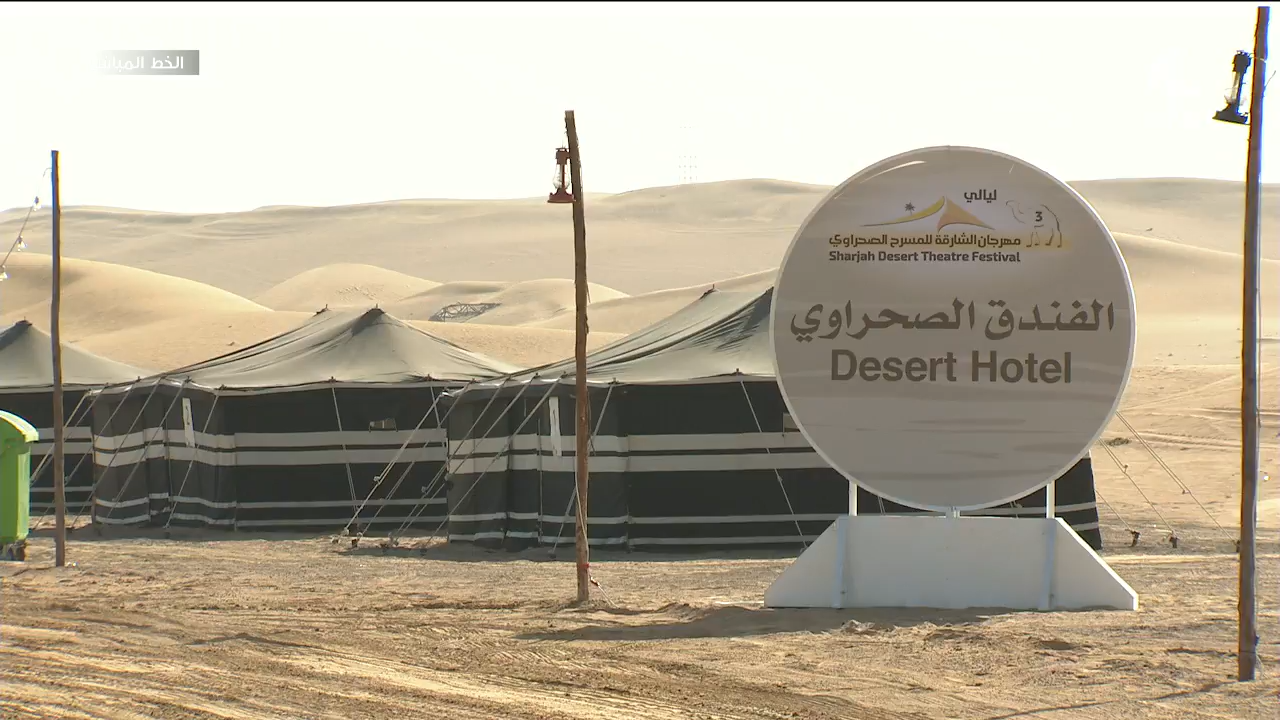 الخط المباشر
ليالي
3
مهرجان الشارقة للمسرح الصحراوي
Sharjah Desert Theatre Festival
الفندق الصحراوي
Desert Hotel